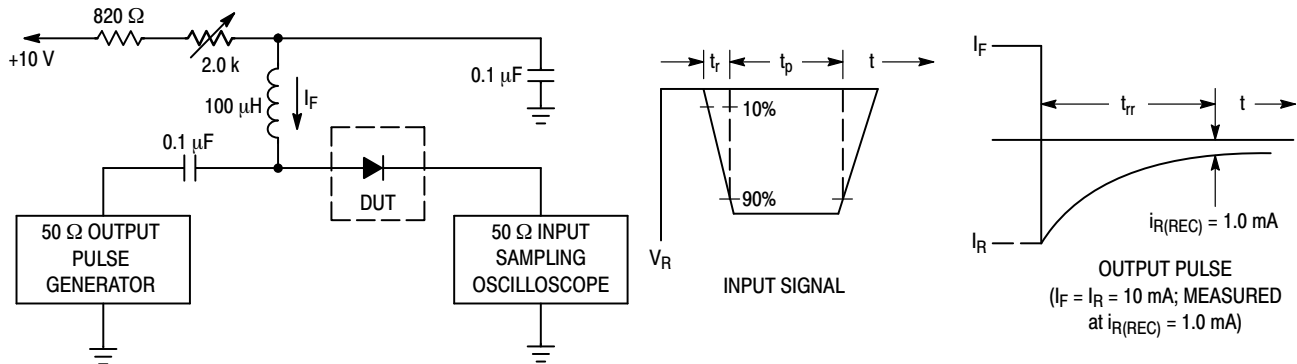 820 Ω
+10 V
2.0 k
100 μH
I_F
0.1 μF
0.1 μF
DUT
50 Ω OUTPUT
PULSE
GENERATOR
50 Ω INPUT
SAMPLING
OSCILLOSCOPE
t_r
t_p
t
10%
90%
V_R
INPUT SIGNAL
I_F
t_rr
t
i_R(REC) = 1.0 mA
I_R
OUTPUT PULSE
(I_F = I_R = 10 mA; MEASURED
at i_R(REC) = 1.0 mA)